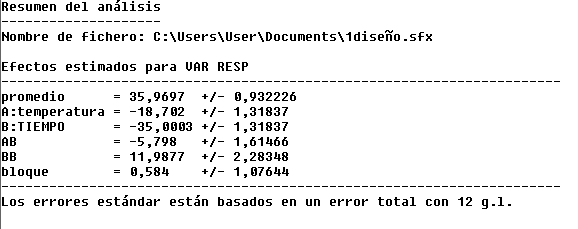 Resumen del análisis
--------------------
Nombre de fichero: C:\Users\User\Documents\1diseño.sfx
Efectos estimados para VAR RESP
----------------------------------------------------------------------
promedio      = 35,9697  +/- 0,932226
A:temperatura = -18,702  +/- 1,31837
B:TIEMPO      = -35,0003 +/- 1,31837
AB            = -5,798   +/- 1,61466
BB            = 11,9877  +/- 2,28348
bloque        = 0,584    +/- 1,07644
----------------------------------------------------------------------
Los errores estándar están basados en un error total con 12 g.l.